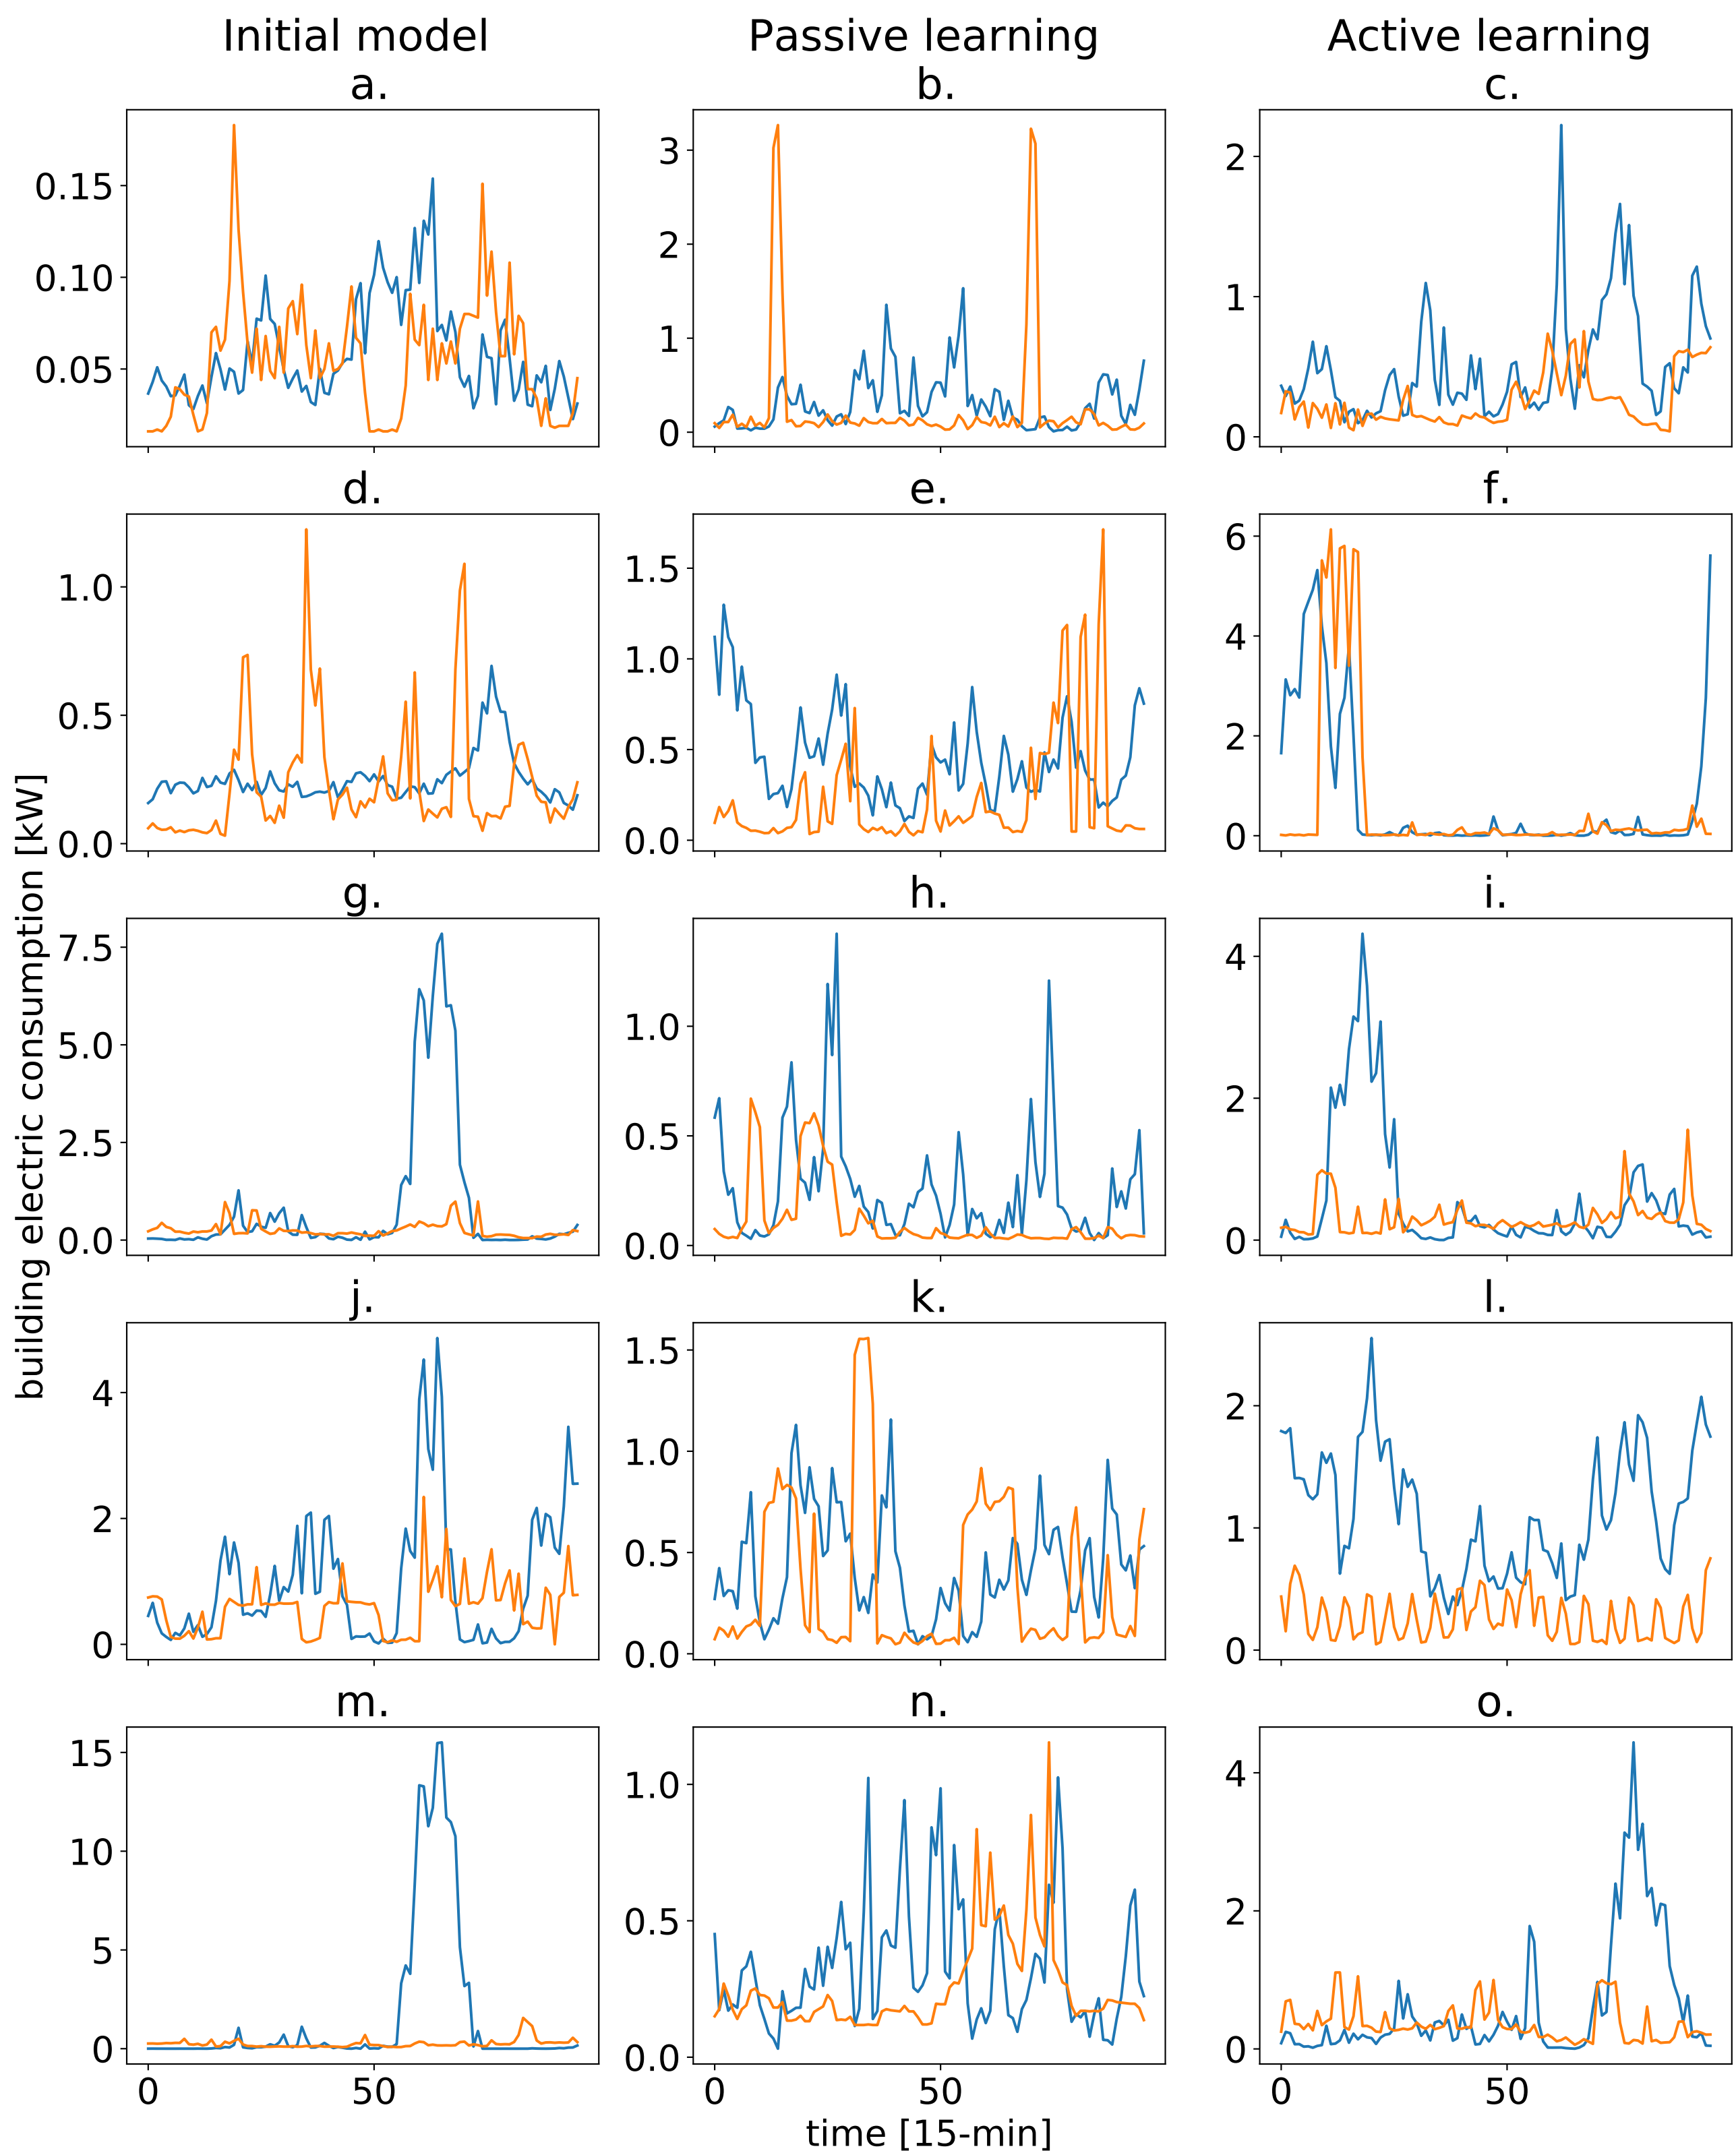 Initial model Passive learning Active learning
a. b. c.
0.15 3 2
0.10 2 1
0.05 1 0
0
d. e. f.
1.0 1.5 6
0.5 1.0 4
0.0 0.5 2
0.0 0
building electric consumption [kW]
g. h. i.
7.5 1.0 4
5.0 0.5 2
2.5 0.0 0
0.0
j. k. l.
4 1.5 2
2 1.0 1
0 0.5 0
0.0
m. n. o.
15 1.0 4
10 0.5 2
5 0.0 0
0
0 50 0 50 0 50
time [15-min]